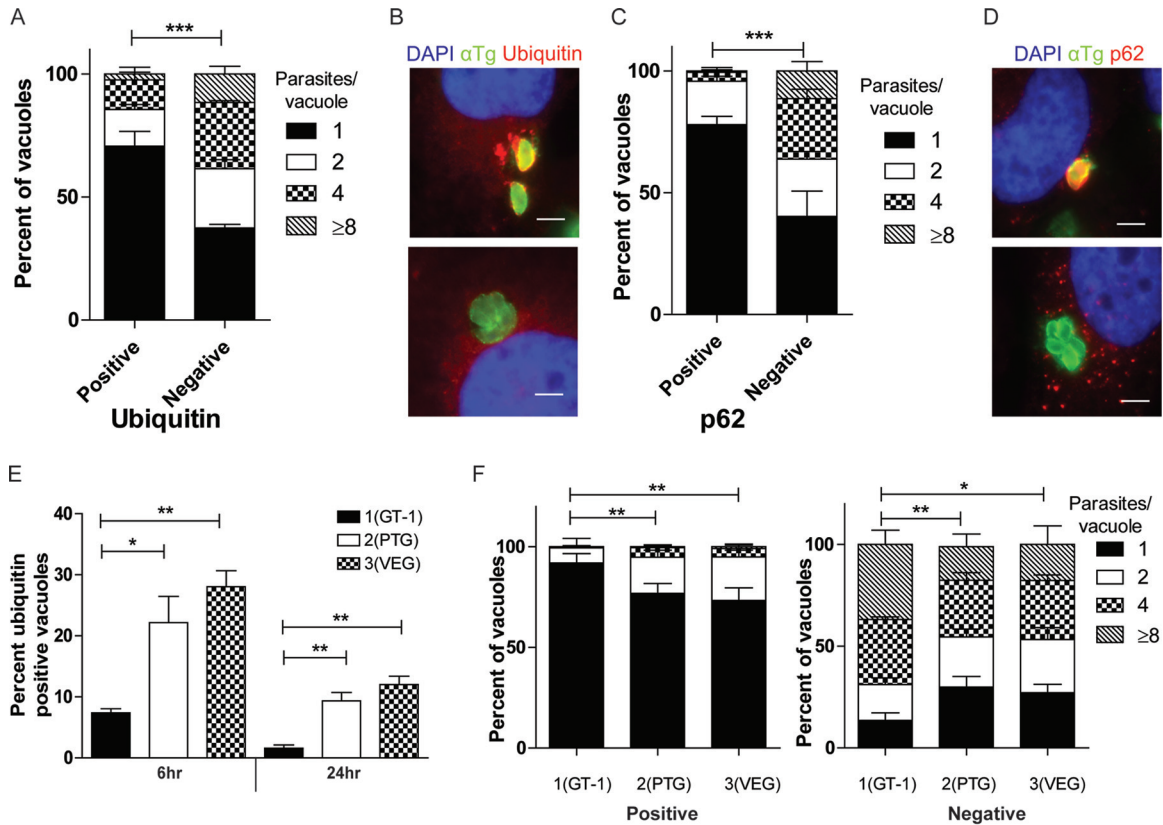 A
***
100
50
0
Percent of vacuoles
Positive
Negative
Ubiquitin
Parasites/
vacuole
1
2
4
≥8
B
DAPI αTg Ubiquitin
C
***
100
50
0
Percent of vacuoles
Positive
Negative
p62
Parasites/
vacuole
1
2
4
≥8
D
DAPI αTg p62
E
Percent ubiquitin
positive vacuoles
40
30
20
10
0
**
*
**
**
6hr
24hr
1(GT-1)
2(PTG)
3(VEG)
F
**
**
100
50
0
Percent of vacuoles
1(GT-1) 2(PTG) 3(VEG)
Positive
*
**
100
50
0
Percent of vacuoles
1(GT-1) 2(PTG) 3(VEG)
Negative
Parasites/
vacuole
1
2
4
≥8